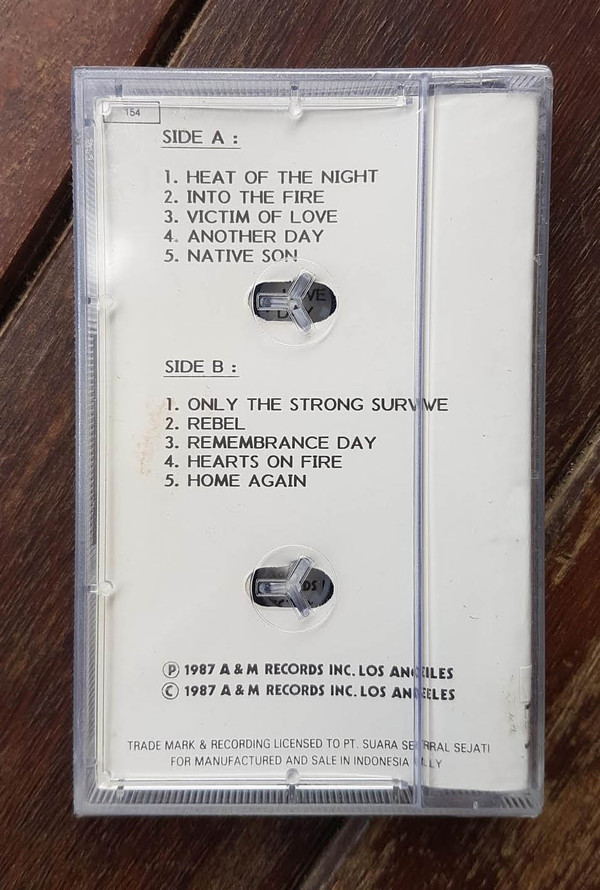 154
SIDE A :
1. HEAT OF THE NIGHT
2. INTO THE FIRE
3. VICTIM OF LOVE
4. ANOTHER DAY
5. NATIVE SON
SIDE B :
1. ONLY THE STRONG SURVIVE
2. REBEL
3. REMEMBRANCE DAY
4. HEARTS ON FIRE
5. HOME AGAIN
Ⓟ 1987 A & M RECORDS INC. LOS ANGELES
© 1987 A & M RECORDS INC. LOS ANGELES
TRADE MARK & RECORDING LICENSED TO PT. SUARA SEJATI
FOR MANUFACTURED AND SALE IN INDONESIA ONLY